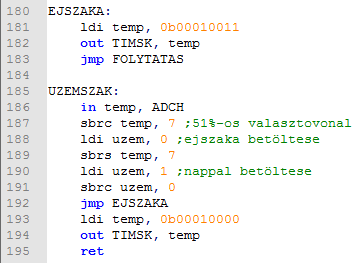 180 EJSZAKA:
181     ldi temp, 0b00010011
182     out TIMSK, temp
183     jmp FOLYTATAS
184
185 UZEMSZAK:
186     in temp, ADCH
187     sbrc temp, 7 ;51%-os valasztovonal
188     ldi uzem, 0 ;ejszaka betöltese
189     sbrs temp, 7
190     ldi uzem, 1 ;nappal betöltese
191     sbrc uzem, 0
192     jmp EJSZAKA
193     ldi temp, 0b00010000
194     out TIMSK, temp
195     ret